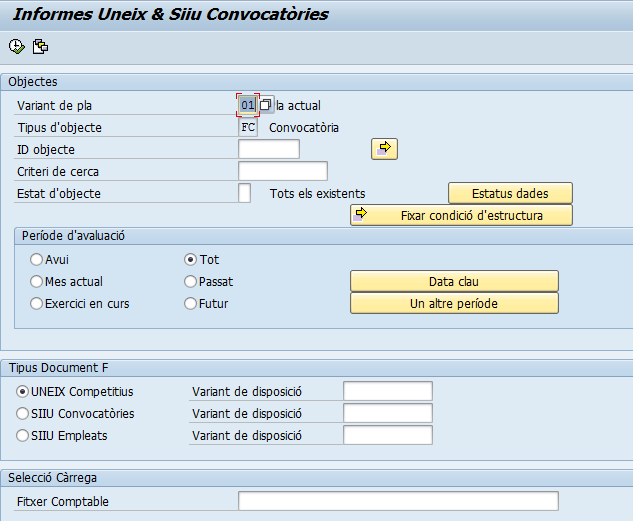 Informes Uneix & Siiu Convocatòries
Objectes
Variant de pla 01 la actual
Tipus d'objecte FC Convocatòria
ID objecte
Criteri de cerca
Estat d'objecte Tots els existents Estatus dades
Fixar condició d'estructura
Període d'avaluació
Avui Tot
Mes actual Passat Data clau
Exercici en curs Futur Un altre període
Tipus Document F
UNEIX Competitius Variant de disposició
SIIU Convocatòries Variant de disposició
SIIU Empleats Variant de disposició
Selecció Càrrega
Fitxer Comptable